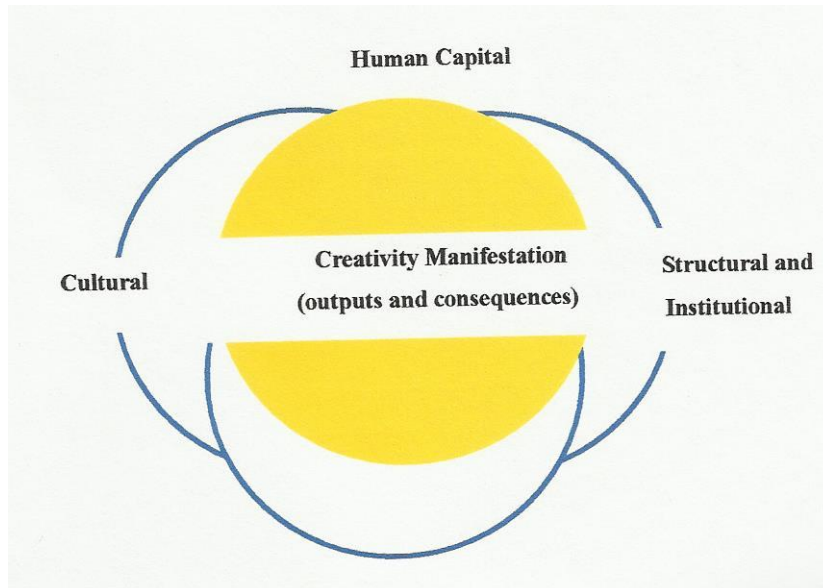 Human Capital
Cultural
Creativity Manifestation
(outputs and consequences)
Structural and
Institutional